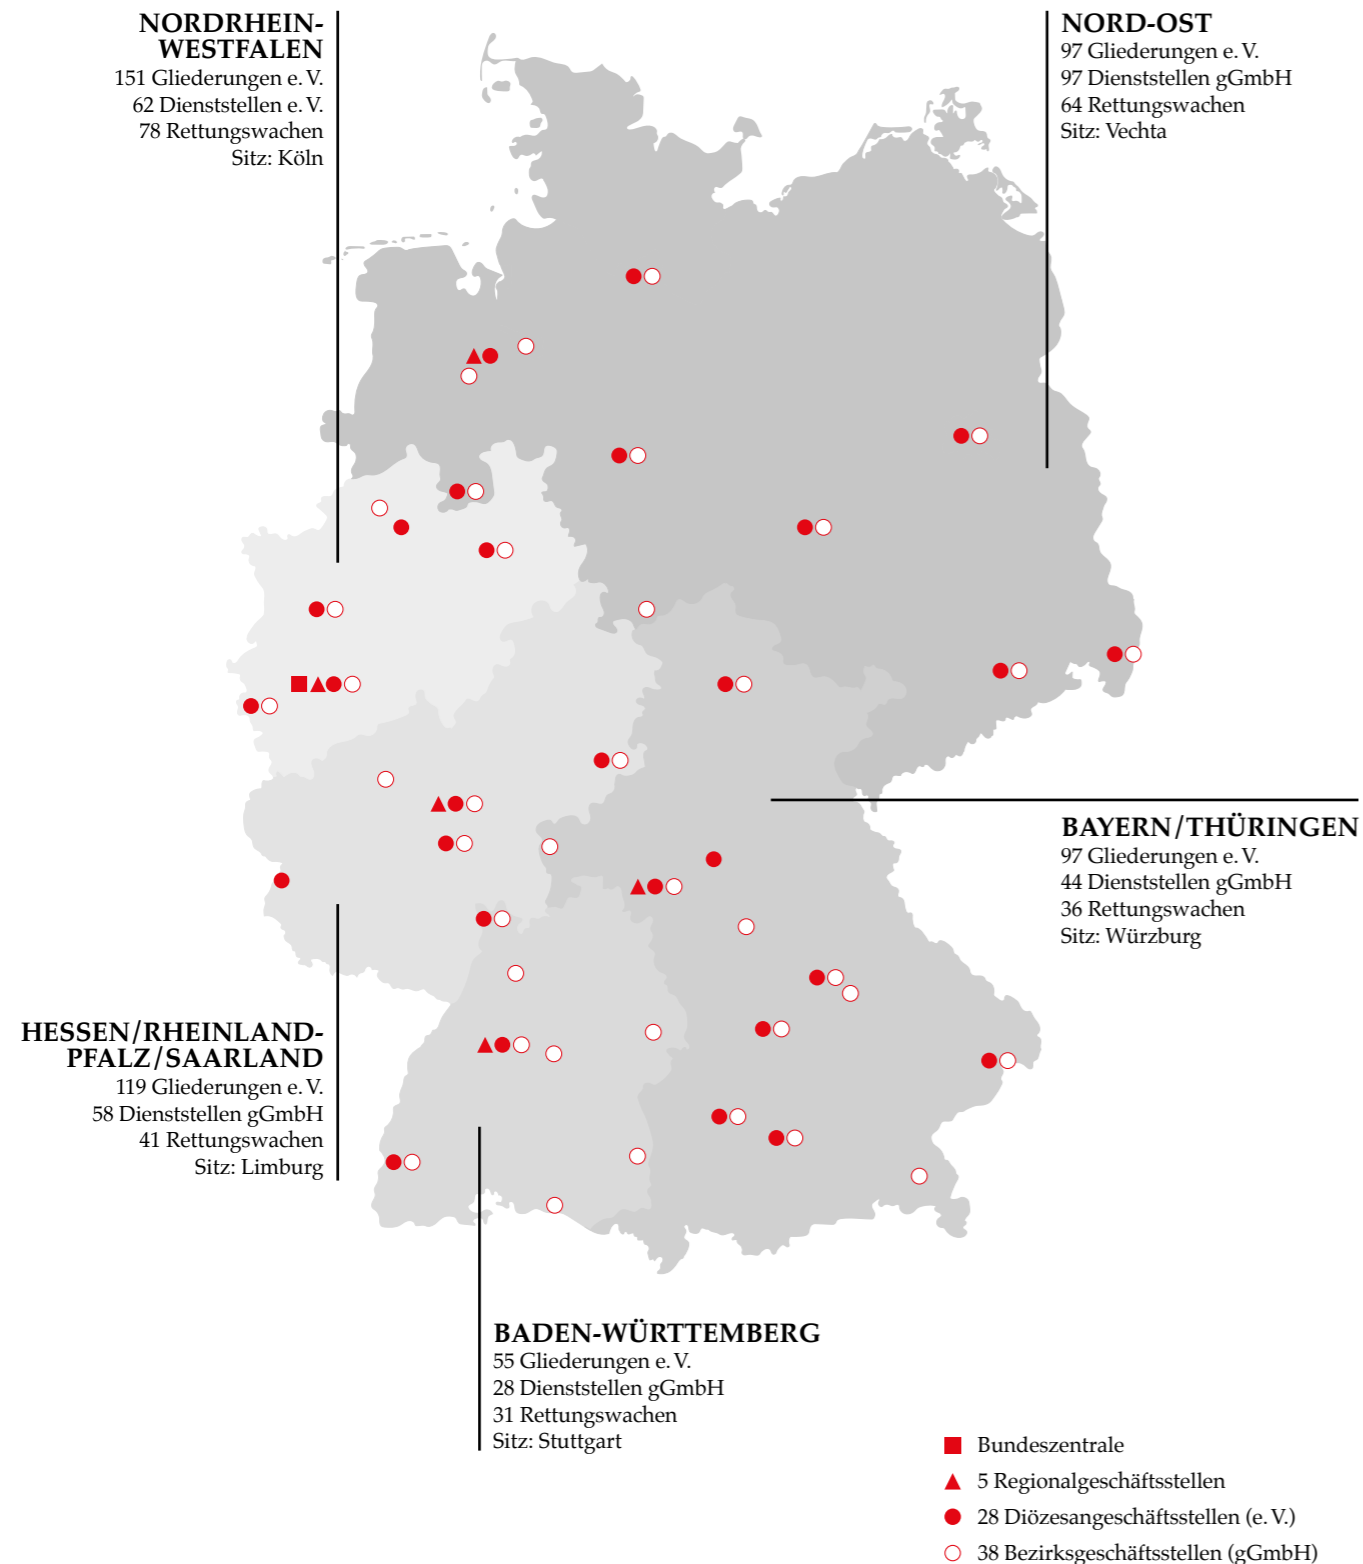 NORDRHEIN-
WESTFALEN
151 Gliederungen e. V.
62 Dienststellen e. V.
78 Rettungswachen
Sitz: Köln
NORD-OST
97 Gliederungen e. V.
97 Dienststellen gGmbH
64 Rettungswachen
Sitz: Vechta
BAYERN/THÜRINGEN
97 Gliederungen e. V.
44 Dienststellen gGmbH
36 Rettungswachen
Sitz: Würzburg
HESSEN/RHEINLAND-
PFALZ/SAARLAND
119 Gliederungen e. V.
58 Dienststellen gGmbH
41 Rettungswachen
Sitz: Limburg
BADEN-WÜRTTEMBERG
55 Gliederungen e. V.
28 Dienststellen gGmbH
31 Rettungswachen
Sitz: Stuttgart
Bundeszentrale
5 Regionalgeschäftsstellen
28 Diözesangeschäftsstellen (e. V.)
38 Bezirksgeschäftsstellen (gGmbH)